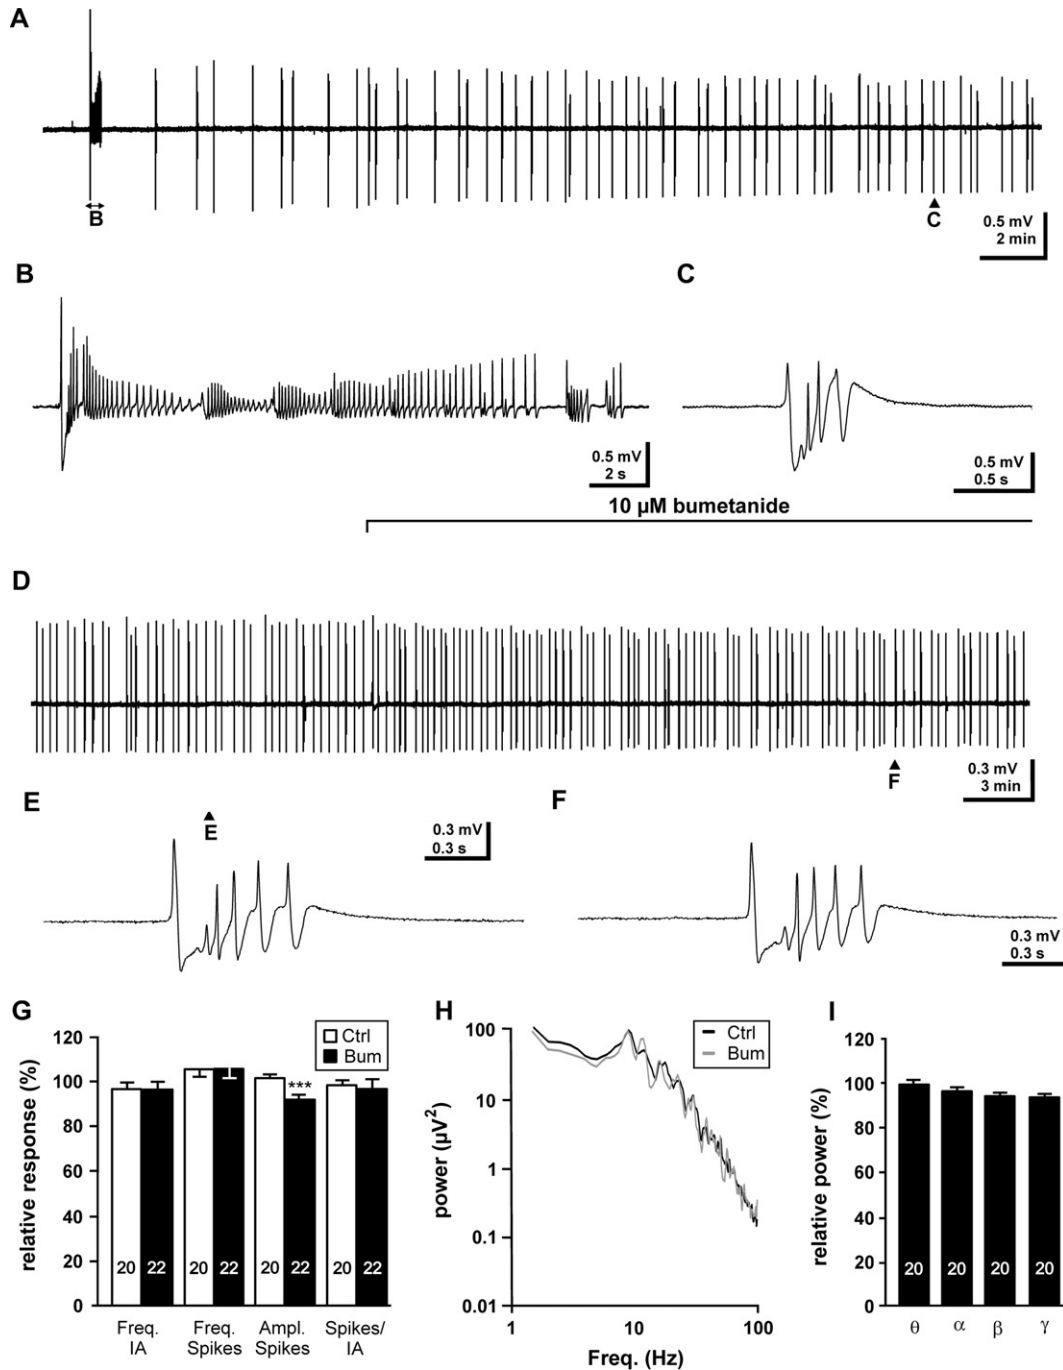 A
B
C
0.5 mV
2 min
B
C
0.5 mV
2 s
0.5 mV
0.5 s
10 µM bumetanide
D
F
0.3 mV
3 min
E
F
E
0.3 mV
0.3 s
0.3 mV
0.3 s
G
H
I
relative response (%)
120
100
80
60
40
20
0
Ctrl
Bum
***
20 22 20 22 20 22 20 22
Freq. IA
Freq. Spikes
Ampl. Spikes
Spikes/ IA
power (µV²)
100
10
1
0.1
0.01
Ctrl
Bum
1 10 100
Freq. (Hz)
relative power (%)
120
100
80
60
40
20
0
20 20 20 20
θ α β γ